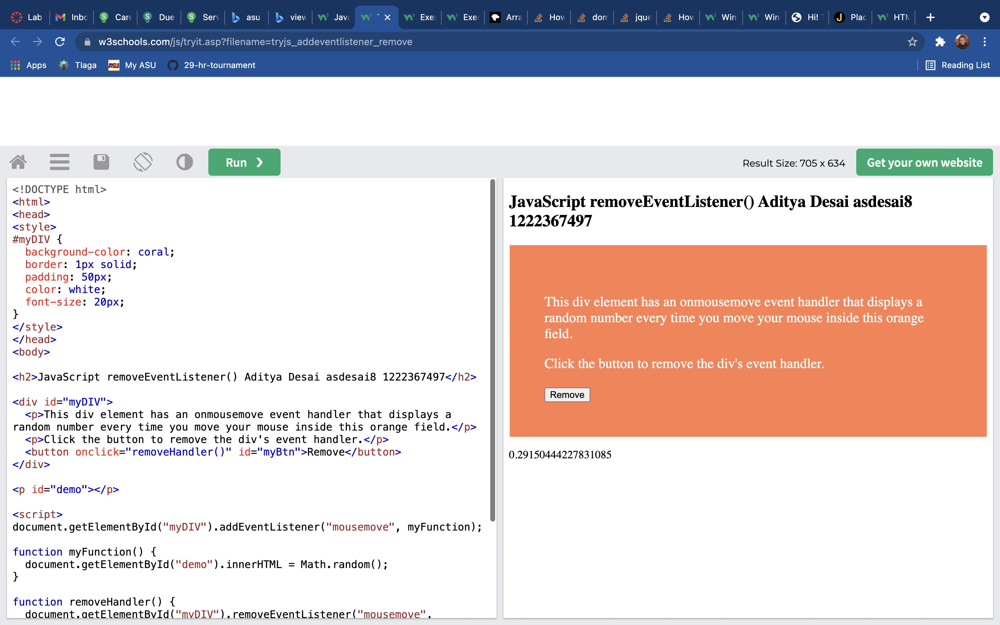 Lab Inbo Care Due Serv asu view Java Exer Exer Arra How dom jque How Win Win Hi! Plac HTM
w3schools.com/js/tryit.asp?filename=tryjs_addeventlistener_remove
Apps Tlaga My ASU 29-hr-tournament Reading List
Run ❯ Result Size: 705 x 634 Get your own website
<!DOCTYPE html>
<html>
<head>
<style>
#myDIV {
  background-color: coral;
  border: 1px solid;
  padding: 50px;
  color: white;
  font-size: 20px;
}
</style>
</head>
<body>
<h2>JavaScript removeEventListener() Aditya Desai asdesai8 1222367497</h2>
<div id="myDIV">
  <p>This div element has an onmousemove event handler that displays a
random number every time you move your mouse inside this orange field.</p>
  <p>Click the button to remove the div's event handler.</p>
  <button onclick="removeHandler()" id="myBtn">Remove</button>
</div>
<p id="demo"></p>
<script>
document.getElementById("myDIV").addEventListener("mousemove", myFunction);
function myFunction() {
  document.getElementById("demo").innerHTML = Math.random();
}
function removeHandler() {
  document.getElementById("myDIV").removeEventListener("mousemove",
JavaScript removeEventListener() Aditya Desai asdesai8
1222367497
This div element has an onmousemove event handler that displays a
random number every time you move your mouse inside this orange
field.
Click the button to remove the div's event handler.
Remove
0.29150444227831085